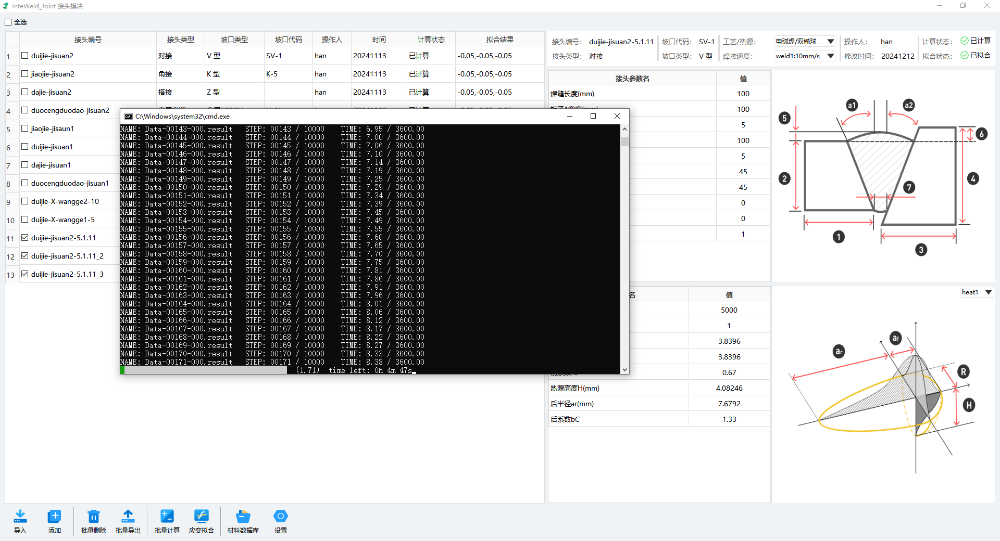 InteWeld_Joint 接头模块
全选
接头编号 接头类型 坡口类型 坡口代码 操作人 时间 计算状态 拟合结果
1 duijie-jisuan2 对接 V 型 SV-1 han 20241113 已计算 -0.05,-0.05,-0.05
2 jiaojie-jisuan2 角接 K 型 K-5 han 20241113 已计算 -0.05,-0.05,-0.05
3 dajie-jisuan2 搭接 Z 型 han 20241113 已计算 -0.05,-0.05,-0.05
4 duocengduodao-jisuan2
5 jiaojie-jisaun1
6 duijie-jisuan1
7 dajie-jisuan1
8 duocengduodao-jisuan1
9 duijie-X-wangge2-10
10 duijie-X-wangge1-5
11 duijie-jisuan2-5.1.11
12 duijie-jisuan2-5.1.11_2
13 duijie-jisuan2-5.1.11_3
C:\Windows\system32\cmd.exe
NAME: Data-00143-000.result STEP: 00143 / 10000 TIME: 6.95 / 3600.00
NAME: Data-00144-000.result STEP: 00144 / 10000 TIME: 7.00 / 3600.00
NAME: Data-00145-000.result STEP: 00145 / 10000 TIME: 7.06 / 3600.00
NAME: Data-00146-000.result STEP: 00146 / 10000 TIME: 7.10 / 3600.00
NAME: Data-00147-000.result STEP: 00147 / 10000 TIME: 7.14 / 3600.00
NAME: Data-00148-000.result STEP: 00148 / 10000 TIME: 7.19 / 3600.00
NAME: Data-00149-000.result STEP: 00149 / 10000 TIME: 7.25 / 3600.00
NAME: Data-00150-000.result STEP: 00150 / 10000 TIME: 7.29 / 3600.00
NAME: Data-00151-000.result STEP: 00151 / 10000 TIME: 7.34 / 3600.00
NAME: Data-00152-000.result STEP: 00152 / 10000 TIME: 7.39 / 3600.00
NAME: Data-00153-000.result STEP: 00153 / 10000 TIME: 7.45 / 3600.00
NAME: Data-00154-000.result STEP: 00154 / 10000 TIME: 7.49 / 3600.00
NAME: Data-00155-000.result STEP: 00155 / 10000 TIME: 7.55 / 3600.00
NAME: Data-00156-000.result STEP: 00156 / 10000 TIME: 7.60 / 3600.00
NAME: Data-00157-000.result STEP: 00157 / 10000 TIME: 7.65 / 3600.00
NAME: Data-00158-000.result STEP: 00158 / 10000 TIME: 7.70 / 3600.00
NAME: Data-00159-000.result STEP: 00159 / 10000 TIME: 7.75 / 3600.00
NAME: Data-00160-000.result STEP: 00160 / 10000 TIME: 7.81 / 3600.00
NAME: Data-00161-000.result STEP: 00161 / 10000 TIME: 7.86 / 3600.00
NAME: Data-00162-000.result STEP: 00162 / 10000 TIME: 7.91 / 3600.00
NAME: Data-00163-000.result STEP: 00163 / 10000 TIME: 7.96 / 3600.00
NAME: Data-00164-000.result STEP: 00164 / 10000 TIME: 8.01 / 3600.00
NAME: Data-00165-000.result STEP: 00165 / 10000 TIME: 8.06 / 3600.00
NAME: Data-00166-000.result STEP: 00166 / 10000 TIME: 8.12 / 3600.00
NAME: Data-00167-000.result STEP: 00167 / 10000 TIME: 8.17 / 3600.00
NAME: Data-00168-000.result STEP: 00168 / 10000 TIME: 8.22 / 3600.00
NAME: Data-00169-000.result STEP: 00169 / 10000 TIME: 8.27 / 3600.00
NAME: Data-00170-000.result STEP: 00170 / 10000 TIME: 8.33 / 3600.00
NAME: Data-00171-000.result STEP: 00171 / 10000 TIME: 8.38 / 3600.00
(1.71) time left: 0h 4m 47s
接头编号: duijie-jisuan2-5.1.11 坡口代码: SV-1 工艺/热源: 电弧焊/双椭球 操作人: han 计算状态: 已计算
接头类型: 对接 坡口类型: V 型 焊接速度: weld1:10mm/s 修改时间: 20241212 拟合状态: 已拟合
接头参数名 值
焊缝长度(mm) 100
100
5
100
5
45
45
0
0
1
a1 a2
5
6
2
4
7
1
3
名 值
5000
1
3.8396
3.8396
0.67
热源高度H(mm) 4.08246
后半径ar(mm) 7.6792
后系数bC 1.33
heat1
af
ar
R
H
导入 添加 批量删除 批量导出 批量计算 应变拟合 材料数据库 设置